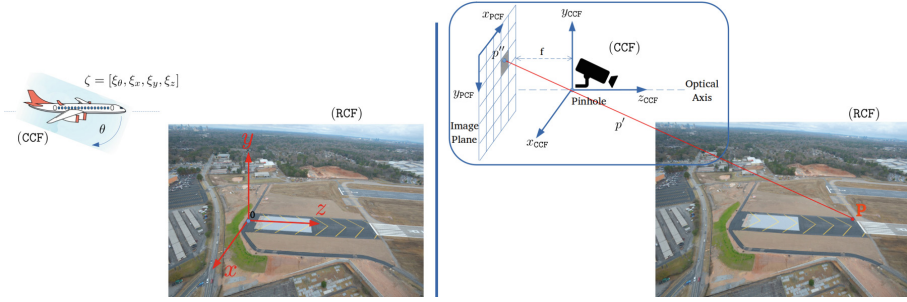 ζ = [ξθ, ξx, ξy, ξz]
(CCF)
θ
(RCF)
y
0
z
x
xPCF
yCCF
p''
f
(CCF)
yPCF
Pinhole
zCCF
Optical
Axis
Image
Plane
xCCF
p'
(RCF)
P